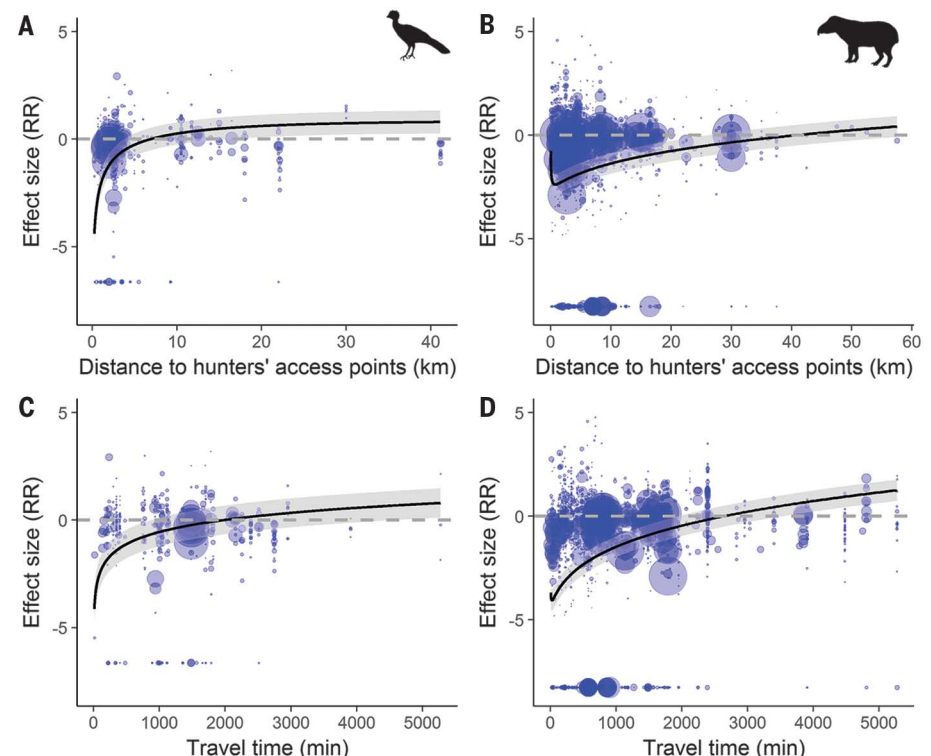 A
B
5
0
-5
Effect size (RR)
0 10 20 30 40
Distance to hunters' access points (km)
5
0
-5
Effect size (RR)
0 10 20 30 40 50 60
Distance to hunters' access points (km)
C
D
5
0
-5
Effect size (RR)
0 1000 2000 3000 4000 5000
Travel time (min)
5
0
-5
Effect size (RR)
0 1000 2000 3000 4000 5000
Travel time (min)